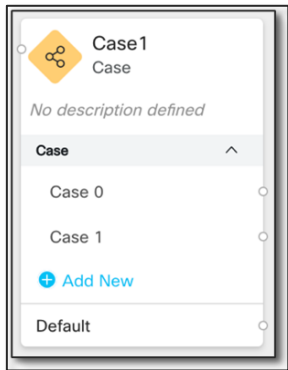 Case1
Case
No description defined
Case
Case 0
Case 1
Add New
Default